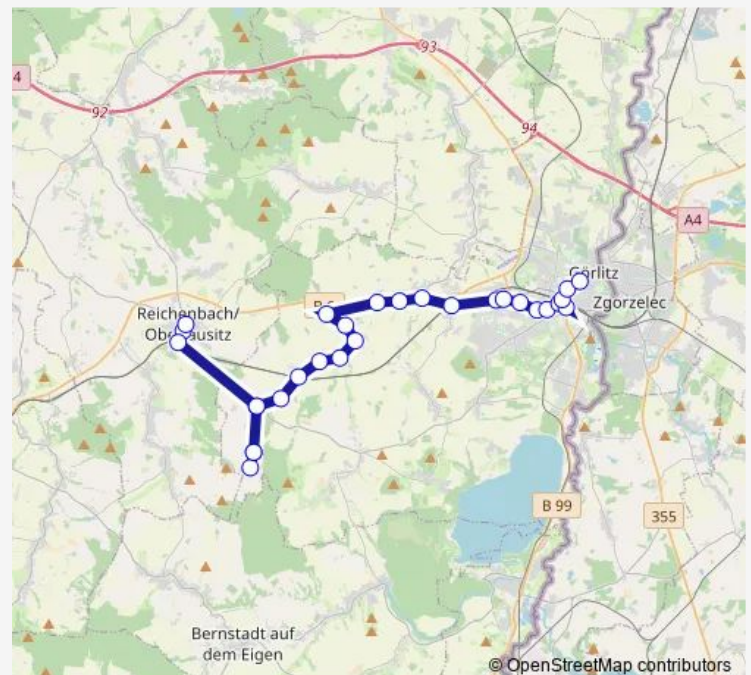 93
4
92
94
A4
Görlitz
Zgorzelec
Reichenbach/
Oberlausitz
B 99
355
Bernstadt auf
dem Eigen
© OpenStreetMap contributors